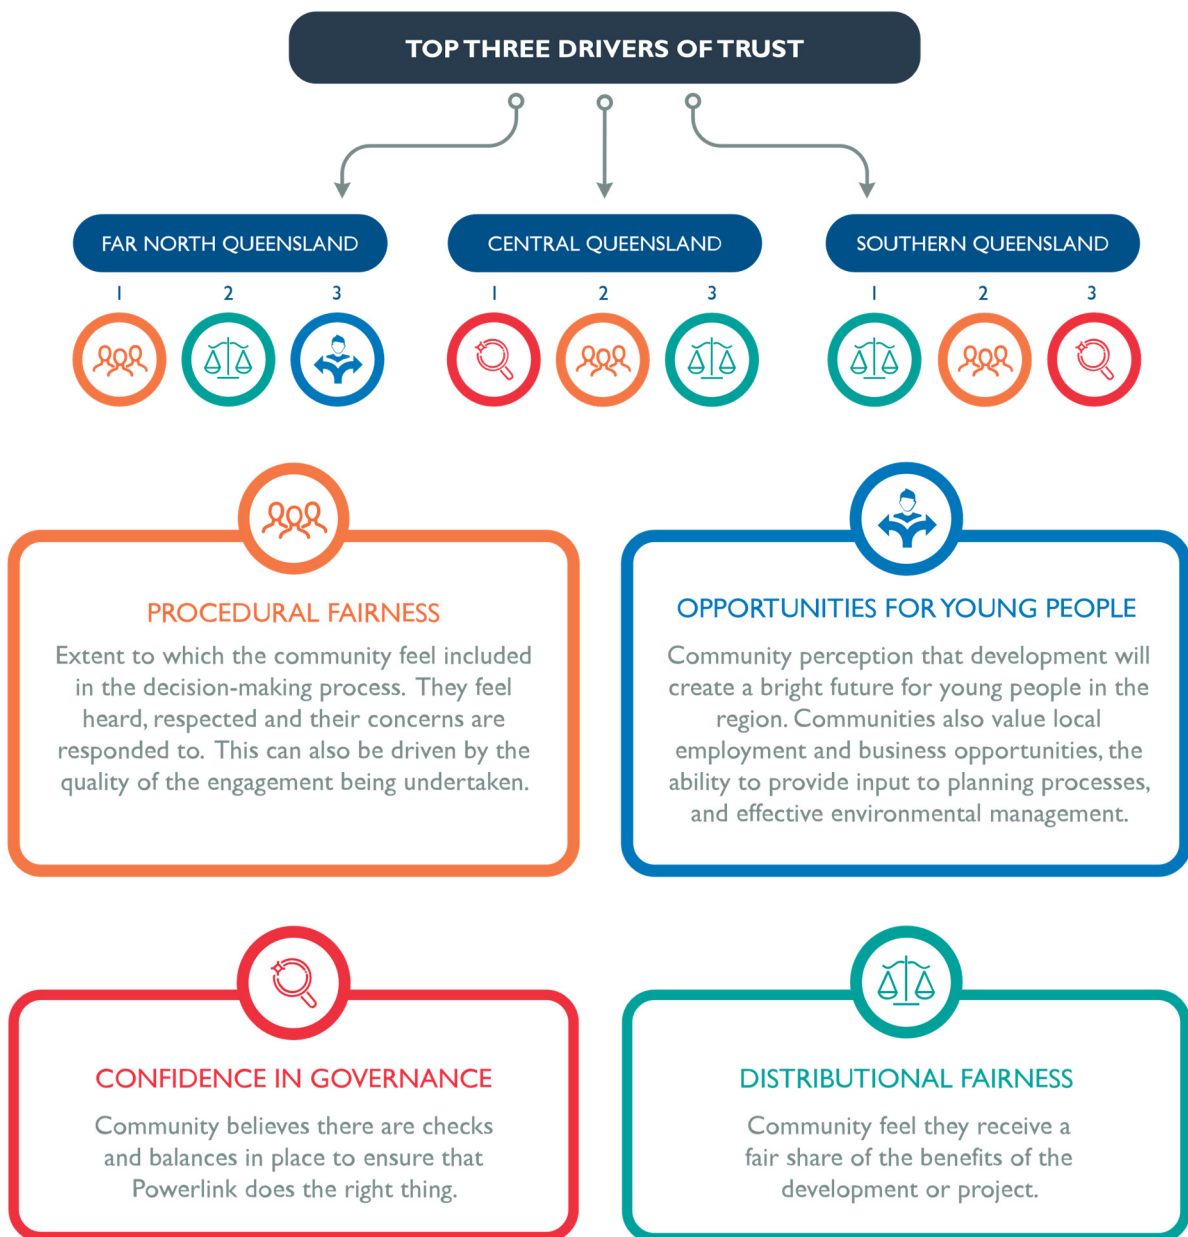 TOP THREE DRIVERS OF TRUST
FAR NORTH QUEENSLAND
CENTRAL QUEENSLAND
SOUTHERN QUEENSLAND
1 2 3
1 2 3
1 2 3
PROCEDURAL FAIRNESS
Extent to which the community feel included
in the decision-making process. They feel
heard, respected and their concerns are
responded to. This can also be driven by the
quality of the engagement being undertaken.
OPPORTUNITIES FOR YOUNG PEOPLE
Community perception that development will
create a bright future for young people in the
region. Communities also value local
employment and business opportunities, the
ability to provide input to planning processes,
and effective environmental management.
CONFIDENCE IN GOVERNANCE
Community believes there are checks
and balances in place to ensure that
Powerlink does the right thing.
DISTRIBUTIONAL FAIRNESS
Community feel they receive a
fair share of the benefits of the
development or project.